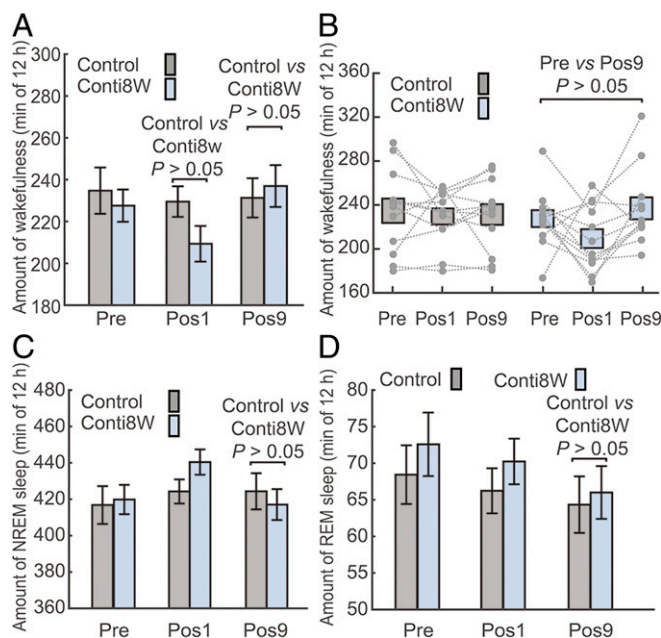 A
Amount of wakefulness (min of 12 h)
300
270
240
220
200
180
Control
Conti8W
Control vs
Conti8w
P > 0.05
Control vs
Conti8W
P > 0.05
Pre Pos1 Pos9
B
Amount of wakefulness (min of 12 h)
360
300
240
200
160
Control
Conti8W
Pre vs Pos9
P > 0.05
Pre Pos1 Pos9 Pre Pos1 Pos9
C
Amount of NREM sleep (min of 12 h)
480
460
440
420
400
380
360
Control
Conti8W
Control vs
Conti8W
P > 0.05
Pre Pos1 Pos9
D
Amount of REM sleep (min of 12 h)
80
75
70
65
60
55
50
Control Conti8W
Control vs
Conti8W
P > 0.05
Pre Pos1 Pos9